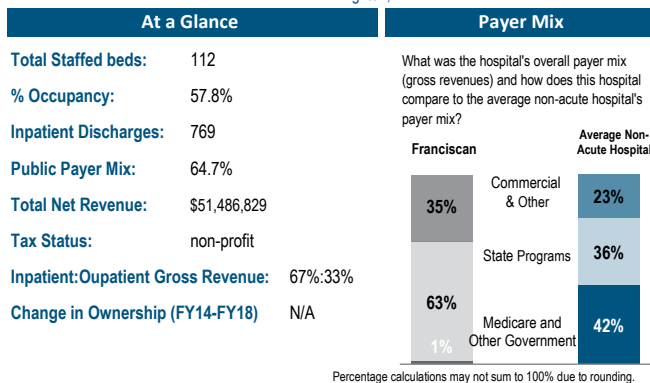 At a Glance
Total Staffed beds: 112
% Occupancy: 57.8%
Inpatient Discharges: 769
Public Payer Mix: 64.7%
Total Net Revenue: $51,486,829
Tax Status: non-profit
Inpatient:Oupatient Gross Revenue: 67%:33%
Change in Ownership (FY14-FY18) N/A
Payer Mix
What was the hospital's overall payer mix
(gross revenues) and how does this hospital
compare to the average non-acute hospital's
payer mix?
Franciscan
Average Non-
Acute Hospital
35%
Commercial
& Other
23%
63%
State Programs
36%
1%
Medicare and
Other Government
42%
Percentage calculations may not sum to 100% due to rounding.